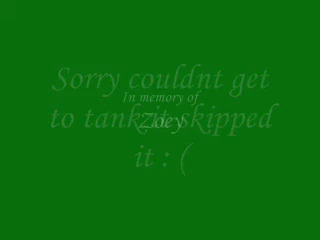 Sorry couldnt get
In memory of
to tank it skipped
Zoey
it : (